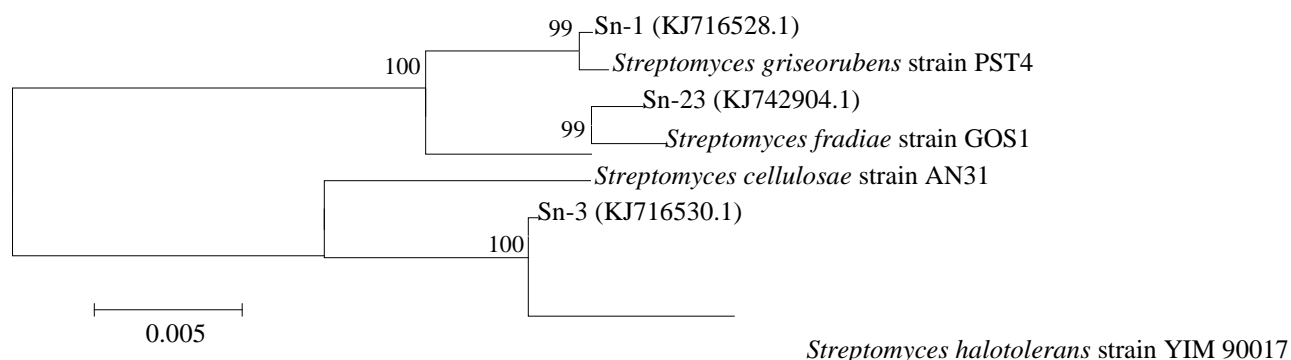 99 Sn-1 (KJ716528.1)
100 Streptomyces griseorubens strain PST4
Sn-23 (KJ742904.1)
99 Streptomyces fradiae strain GOS1
Streptomyces cellulosae strain AN31
Sn-3 (KJ716530.1)
100
0.005
Streptomyces halotolerans strain YIM 90017